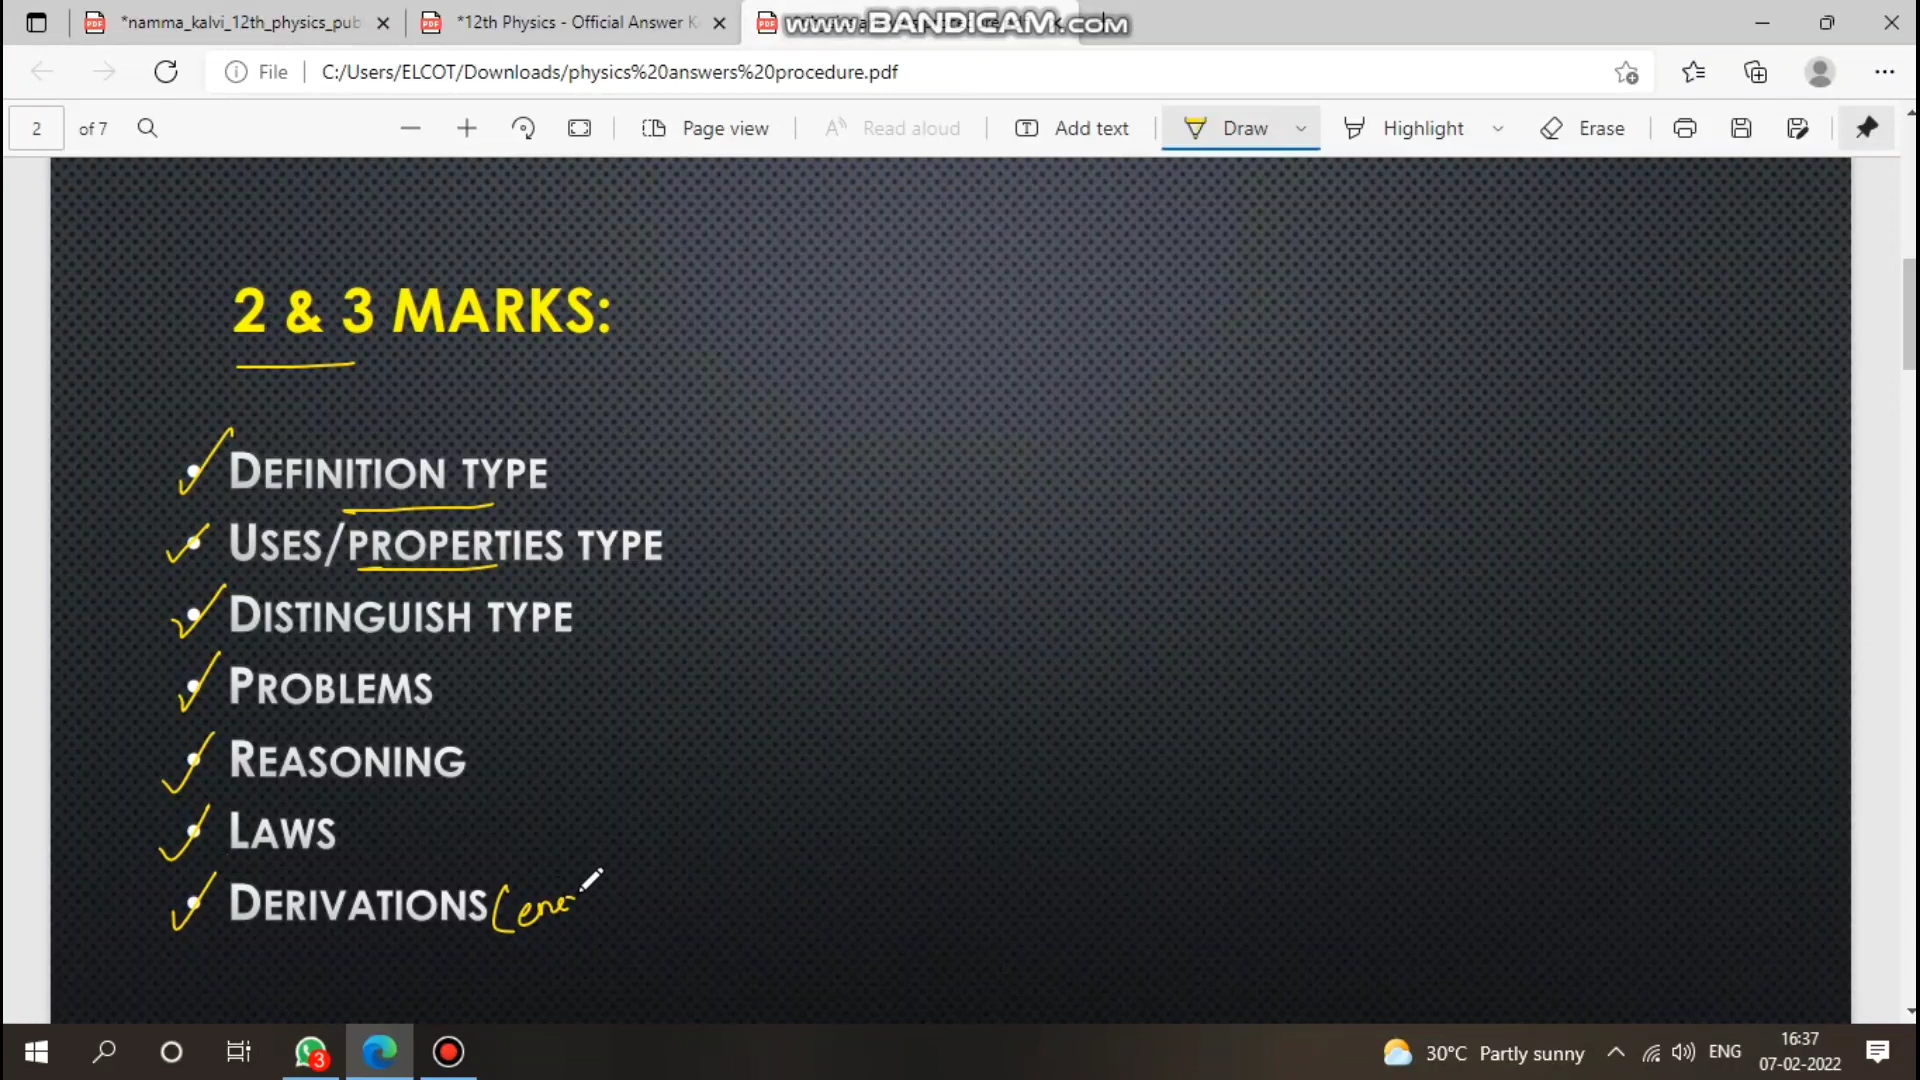 *namma_kalvi_12th_physics_pub
*12th Physics - Official Answer K
www.BANDICAM.com
File
C:/Users/ELCOT/Downloads/physics%20answers%20procedure.pdf
2 of 7
Page view
Read aloud
Add text
Draw
Highlight
Erase
2 & 3 MARKS:
• DEFINITION TYPE
• USES/PROPERTIES TYPE
• DISTINGUISH TYPE
• PROBLEMS
• REASONING
• LAWS
• DERIVATIONS (ene
3
30°C Partly sunny
ENG
16:37
07-02-2022